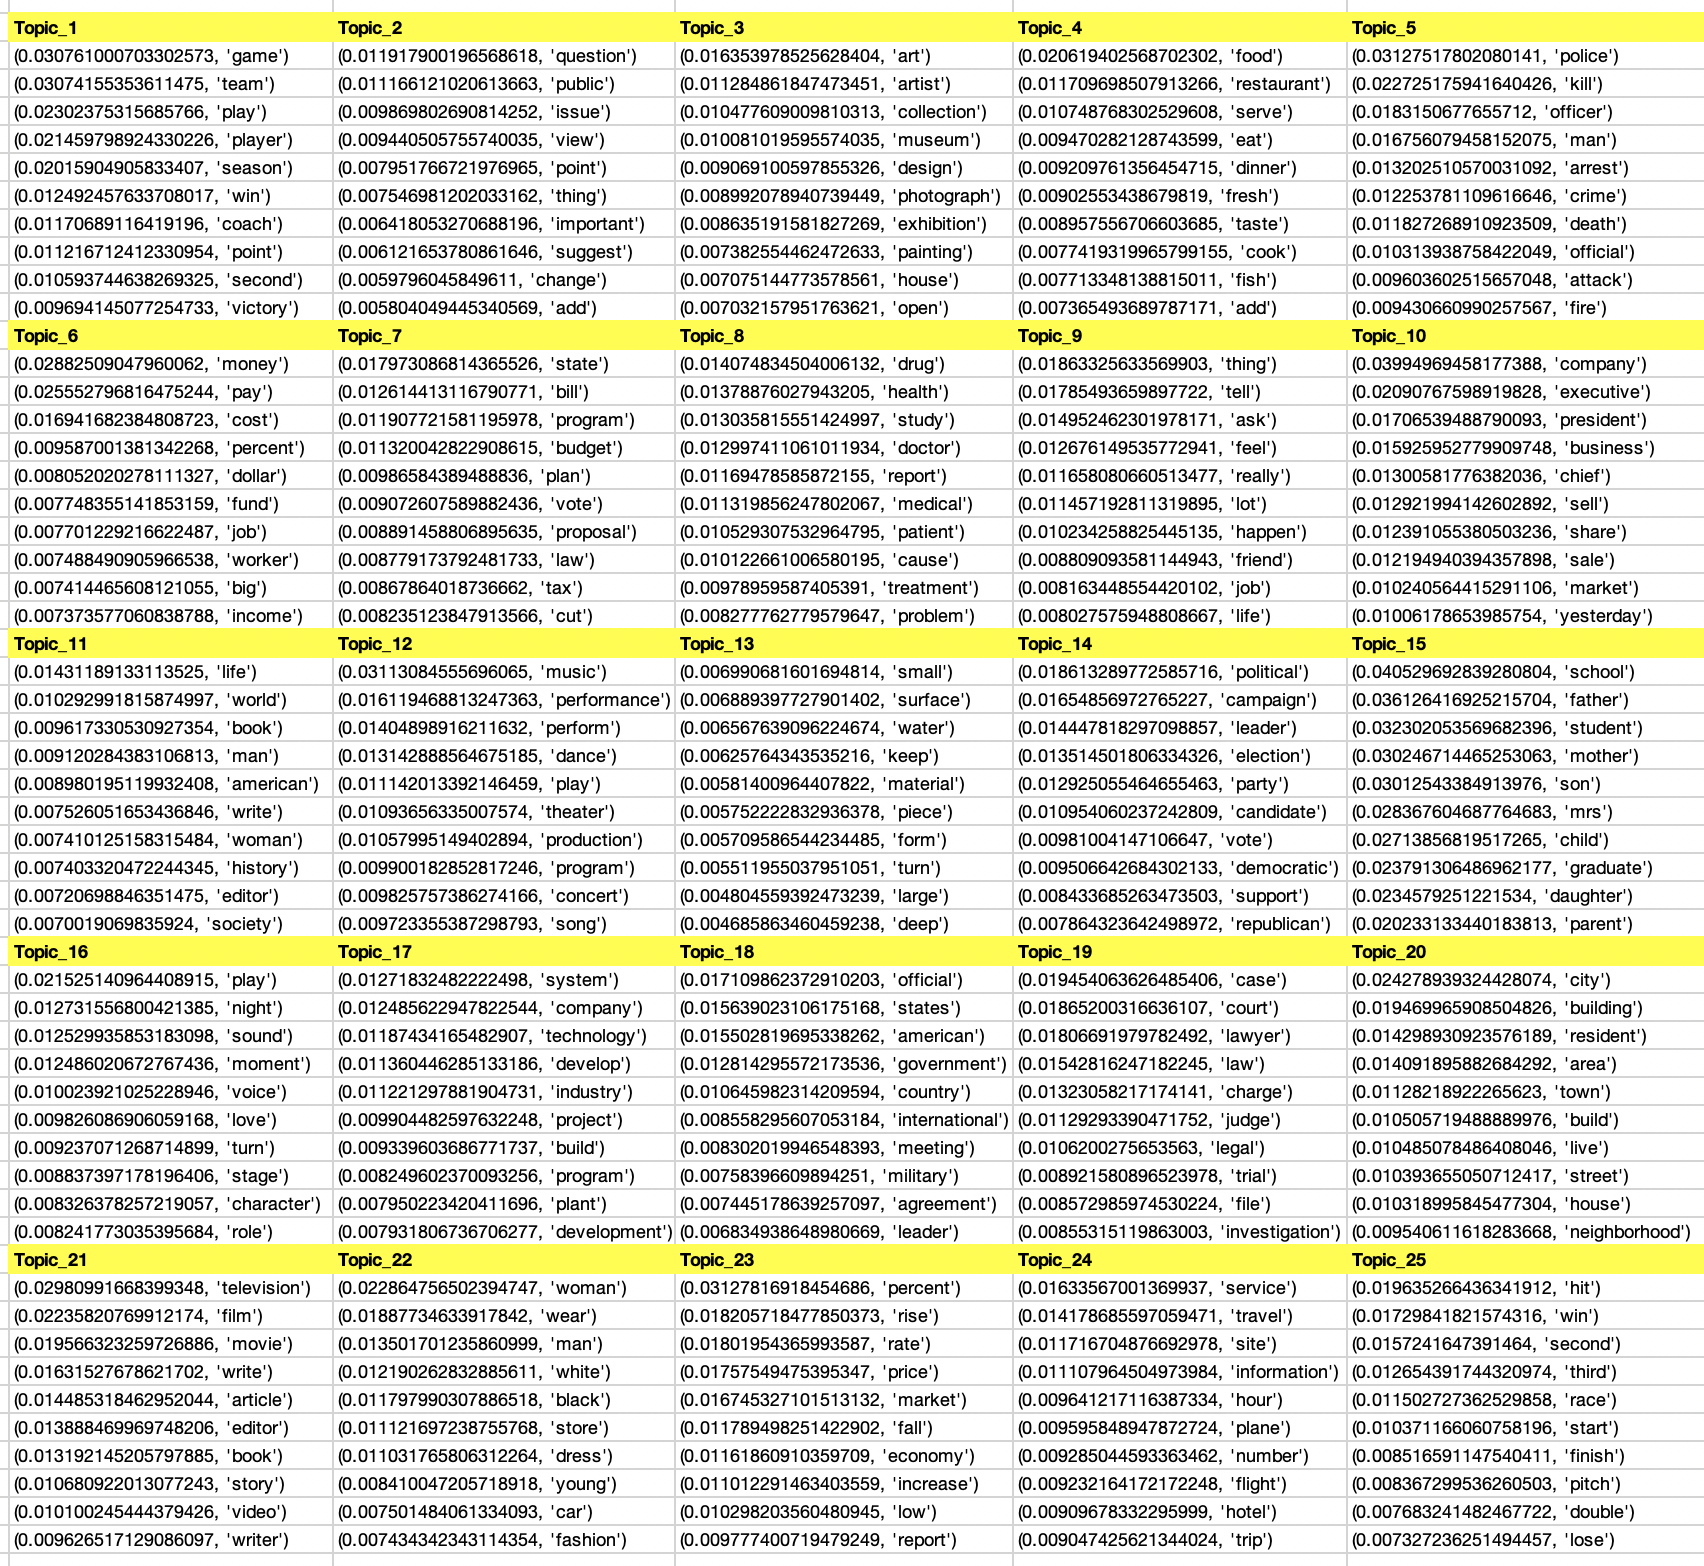 Topic_1 Topic_2 Topic_3 Topic_4 Topic_5
(0.030761000703302573, 'game') (0.011917900196568618, 'question') (0.016353978525628404, 'art') (0.020619402568702302, 'food') (0.03127517802080141, 'police')
(0.03074155353611475, 'team') (0.011166121020613663, 'public') (0.011284861847473451, 'artist') (0.011709698507913266, 'restaurant') (0.022725175941640426, 'kill')
(0.02302375315685766, 'play') (0.009869802690814252, 'issue') (0.010477609009810313, 'collection') (0.010748768302529608, 'serve') (0.0183150677655712, 'officer')
(0.021459798924330226, 'player') (0.009440505755740035, 'view') (0.010081019595574035, 'museum') (0.009470282128743599, 'eat') (0.016756079458152075, 'man')
(0.02015904905833407, 'season') (0.007951766721976965, 'point') (0.009069100597855326, 'design') (0.009209761356454715, 'dinner') (0.013202510570031092, 'arrest')
(0.012492457633708017, 'win') (0.007546981202033162, 'thing') (0.008992078940739449, 'photograph') (0.00902553438679819, 'fresh') (0.012253781109616646, 'crime')
(0.01170689116419196, 'coach') (0.006418053270688196, 'important') (0.008635191581827269, 'exhibition') (0.008957556706603685, 'taste') (0.011827268910923509, 'death')
(0.011216712412330954, 'point') (0.006121653780861646, 'suggest') (0.007382554462472633, 'painting') (0.0077419319965799155, 'cook') (0.010313938758422049, 'official')
(0.010593744638269325, 'second') (0.0059796045849611, 'change') (0.007075144773578561, 'house') (0.007713348138815011, 'fish') (0.009603602515657048, 'attack')
(0.009694145077254733, 'victory') (0.005804049445340569, 'add') (0.007032157951763621, 'open') (0.007365493689787171, 'add') (0.009430660990257567, 'fire')
Topic_6 Topic_7 Topic_8 Topic_9 Topic_10
(0.02882509047960062, 'money') (0.017973086814365526, 'state') (0.014074834504006132, 'drug') (0.01863325633569903, 'thing') (0.03994969458177388, 'company')
(0.025552796816475244, 'pay') (0.012614413116790771, 'bill') (0.01378876027943205, 'health') (0.01785493659897722, 'tell') (0.02090767598919828, 'executive')
(0.016941682384808723, 'cost') (0.011907721581195978, 'program') (0.013035815551424997, 'study') (0.014952462301978171, 'ask') (0.01706539488790093, 'president')
(0.009587001381342268, 'percent') (0.011320042822908615, 'budget') (0.012997411061011934, 'doctor') (0.012676149535772941, 'feel') (0.015925952779909748, 'business')
(0.008052020278111327, 'dollar') (0.00986584389488836, 'plan') (0.01169478585872155, 'report') (0.011658080660513477, 'really') (0.01300581776382036, 'chief')
(0.007748355141853159, 'fund') (0.009072607589882436, 'vote') (0.011319856247802067, 'medical') (0.011457192811319895, 'lot') (0.012921994142602892, 'sell')
(0.007701229216622487, 'job') (0.008891458806895635, 'proposal') (0.010529307532964795, 'patient') (0.010234258825445135, 'happen') (0.012391055380503236, 'share')
(0.007488490905966538, 'worker') (0.008779173792481733, 'law') (0.010122661006580195, 'cause') (0.008809093581144943, 'friend') (0.012194940394357898, 'sale')
(0.007414465608121055, 'big') (0.00867864018736662, 'tax') (0.00978959587405391, 'treatment') (0.008163448554420102, 'job') (0.010240564415291106, 'market')
(0.007373577060838788, 'income') (0.008235123847913566, 'cut') (0.008277762779579647, 'problem') (0.008027575948808667, 'life') (0.01006178653985754, 'yesterday')
Topic_11 Topic_12 Topic_13 Topic_14 Topic_15
(0.01431189133113525, 'life') (0.03113084555696065, 'music') (0.006990681601694814, 'small') (0.018613289772585716, 'political') (0.040529692839280804, 'school')
(0.010292991815874997, 'world') (0.016119468813247363, 'performance') (0.006889397727901402, 'surface') (0.01654856972765227, 'campaign') (0.036126416925215704, 'father')
(0.009617330530927354, 'book') (0.01404898916211632, 'perform') (0.006567639096224674, 'water') (0.014447818297098857, 'leader') (0.032302053569682396, 'student')
(0.009120284383106813, 'man') (0.013142888564675185, 'dance') (0.00625764343535216, 'keep') (0.013514501806334326, 'election') (0.030246714465253063, 'mother')
(0.008980195119932408, 'american') (0.011142013392146459, 'play') (0.00581400964407822, 'material') (0.012925055464655463, 'party') (0.03012543384913976, 'son')
(0.007526051653436846, 'write') (0.01093656335007574, 'theater') (0.005752222832936378, 'piece') (0.010954060237242809, 'candidate') (0.028367604687764683, 'mrs')
(0.007410125158315484, 'woman') (0.01057995149402894, 'production') (0.005709586544234485, 'form') (0.00981004147106647, 'vote') (0.02713856819517265, 'child')
(0.007403320472244345, 'history') (0.009900182852817246, 'program') (0.005511955037951051, 'turn') (0.009506642684302133, 'democratic') (0.023791306486962177, 'graduate')
(0.00720698846351475, 'editor') (0.009825757386274166, 'concert') (0.004804559392473239, 'large') (0.008433685263473503, 'support') (0.0234579251221534, 'daughter')
(0.0070019069835924, 'society') (0.009723355387298793, 'song') (0.004685863460459238, 'deep') (0.007864323642498972, 'republican') (0.020233133440183813, 'parent')
Topic_16 Topic_17 Topic_18 Topic_19 Topic_20
(0.021525140964408915, 'play') (0.01271832482222498, 'system') (0.017109862372910203, 'official') (0.019454063626485406, 'case') (0.024278939324428074, 'city')
(0.012731556800421385, 'night') (0.012485622947822544, 'company') (0.015639023106175168, 'states') (0.01865200316636107, 'court') (0.019469965908504826, 'building')
(0.012529935853183098, 'sound') (0.01187434165482907, 'technology') (0.015502819695338262, 'american') (0.01806691979782492, 'lawyer') (0.014298930923576189, 'resident')
(0.012486020672767436, 'moment') (0.011360446285133186, 'develop') (0.012814295572173536, 'government') (0.01542816247182245, 'law') (0.014091895882684292, 'area')
(0.010023921025228946, 'voice') (0.011221297881904731, 'industry') (0.010645982314209594, 'country') (0.01323058217174141, 'charge') (0.01128218922265623, 'town')
(0.009826086906059168, 'love') (0.009904482597632248, 'project') (0.008558295607053184, 'international') (0.01129293390471752, 'judge') (0.010505719488889976, 'build')
(0.009237071268714899, 'turn') (0.009339603686771737, 'build') (0.008302019946548393, 'meeting') (0.0106200275653563, 'legal') (0.010485078486408046, 'live')
(0.008837397178196406, 'stage') (0.008249602370093256, 'program') (0.00758396609894251, 'military') (0.008921580896523978, 'trial') (0.010393655050712417, 'street')
(0.008326378257219057, 'character') (0.007950223420411696, 'plant') (0.007445178639257097, 'agreement') (0.008572985974530224, 'file') (0.010318995845477304, 'house')
(0.008241773035395684, 'role') (0.007931806736706277, 'development') (0.006834938648980669, 'leader') (0.00855315119863003, 'investigation') (0.009540611618283668, 'neighborhood')
Topic_21 Topic_22 Topic_23 Topic_24 Topic_25
(0.02980991668399348, 'television') (0.022864756502394747, 'woman') (0.03127816918454686, 'percent') (0.01633567001369937, 'service') (0.019635266436341912, 'hit')
(0.02235820769912174, 'film') (0.01887734633917842, 'wear') (0.018205718477850373, 'rise') (0.014178685597059471, 'travel') (0.01729841821574316, 'win')
(0.019566323259726886, 'movie') (0.013501701235860999, 'man') (0.01801954365993587, 'rate') (0.011716704876692978, 'site') (0.0157241647391464, 'second')
(0.01631527678621702, 'write') (0.012190262832885611, 'white') (0.01757549475395347, 'price') (0.011107964504973984, 'information') (0.012654391744320974, 'third')
(0.014485318462952044, 'article') (0.011797990307886518, 'black') (0.016745327101513132, 'market') (0.009641217116387334, 'hour') (0.011502727362529858, 'race')
(0.013888469969748206, 'editor') (0.011121697238755768, 'store') (0.011789498251422902, 'fall') (0.009595848947872724, 'plane') (0.010371166060758196, 'start')
(0.013192145205797885, 'book') (0.011031765806312264, 'dress') (0.01161860910359709, 'economy') (0.009285044593363462, 'number') (0.008516591147540411, 'finish')
(0.010680922013077243, 'story') (0.008410047205718918, 'young') (0.011012291463403559, 'increase') (0.009232164172172248, 'flight') (0.008367299536260503, 'pitch')
(0.010100245444379426, 'video') (0.007501484061334093, 'car') (0.010298203560480945, 'low') (0.00909678332295999, 'hotel') (0.007683241482467722, 'double')
(0.009626517129086097, 'writer') (0.007434342343114354, 'fashion') (0.009777400719479249, 'report') (0.009047425621344024, 'trip') (0.007327236251494457, 'lose')